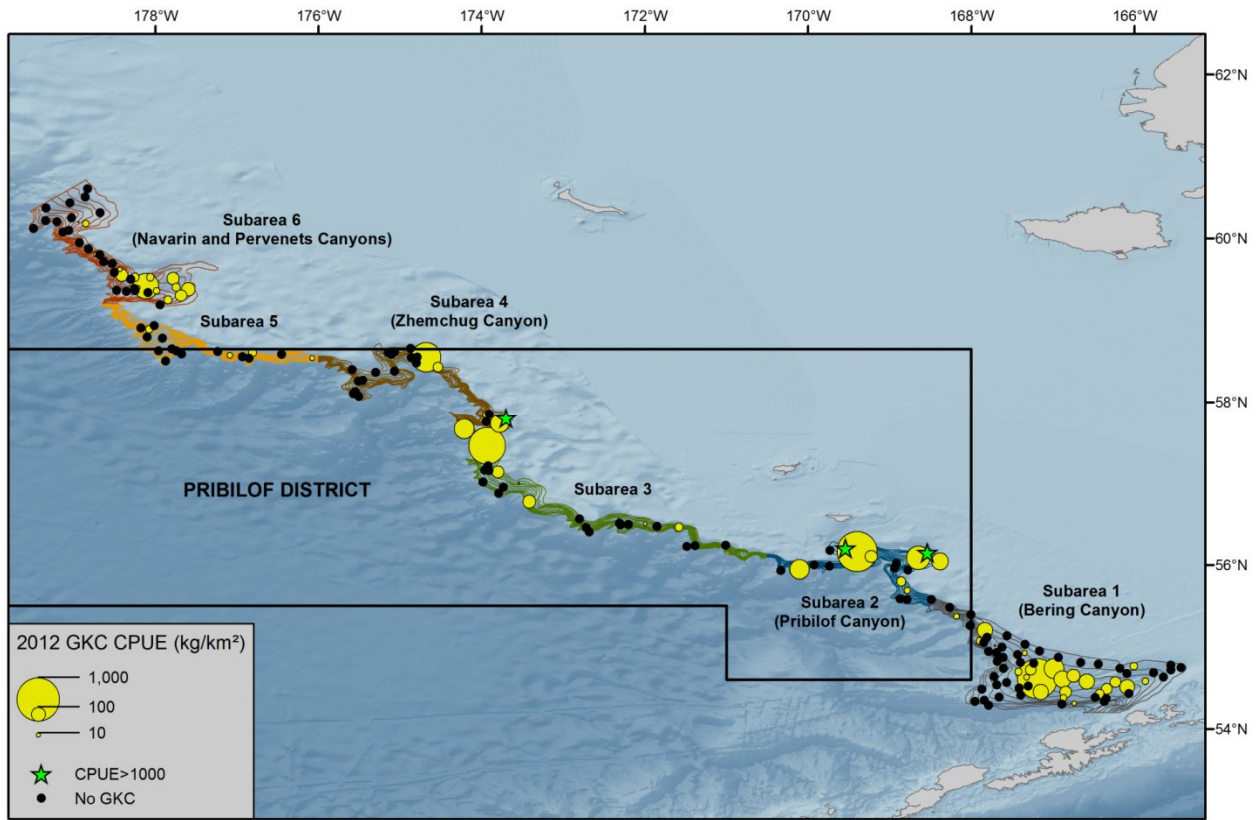 178°W 176°W 174°W 172°W 170°W 168°W 166°W
62°N
60°N
58°N
56°N
54°N
Subarea 6
(Navarin and Pervenets Canyons)
Subarea 5
Subarea 4
(Zhemchug Canyon)
PRIBILOF DISTRICT
Subarea 3
Subarea 2
(Pribilof Canyon)
Subarea 1
(Bering Canyon)
2012 GKC CPUE (kg/km²)
1,000
100
10
CPUE>1000
No GKC